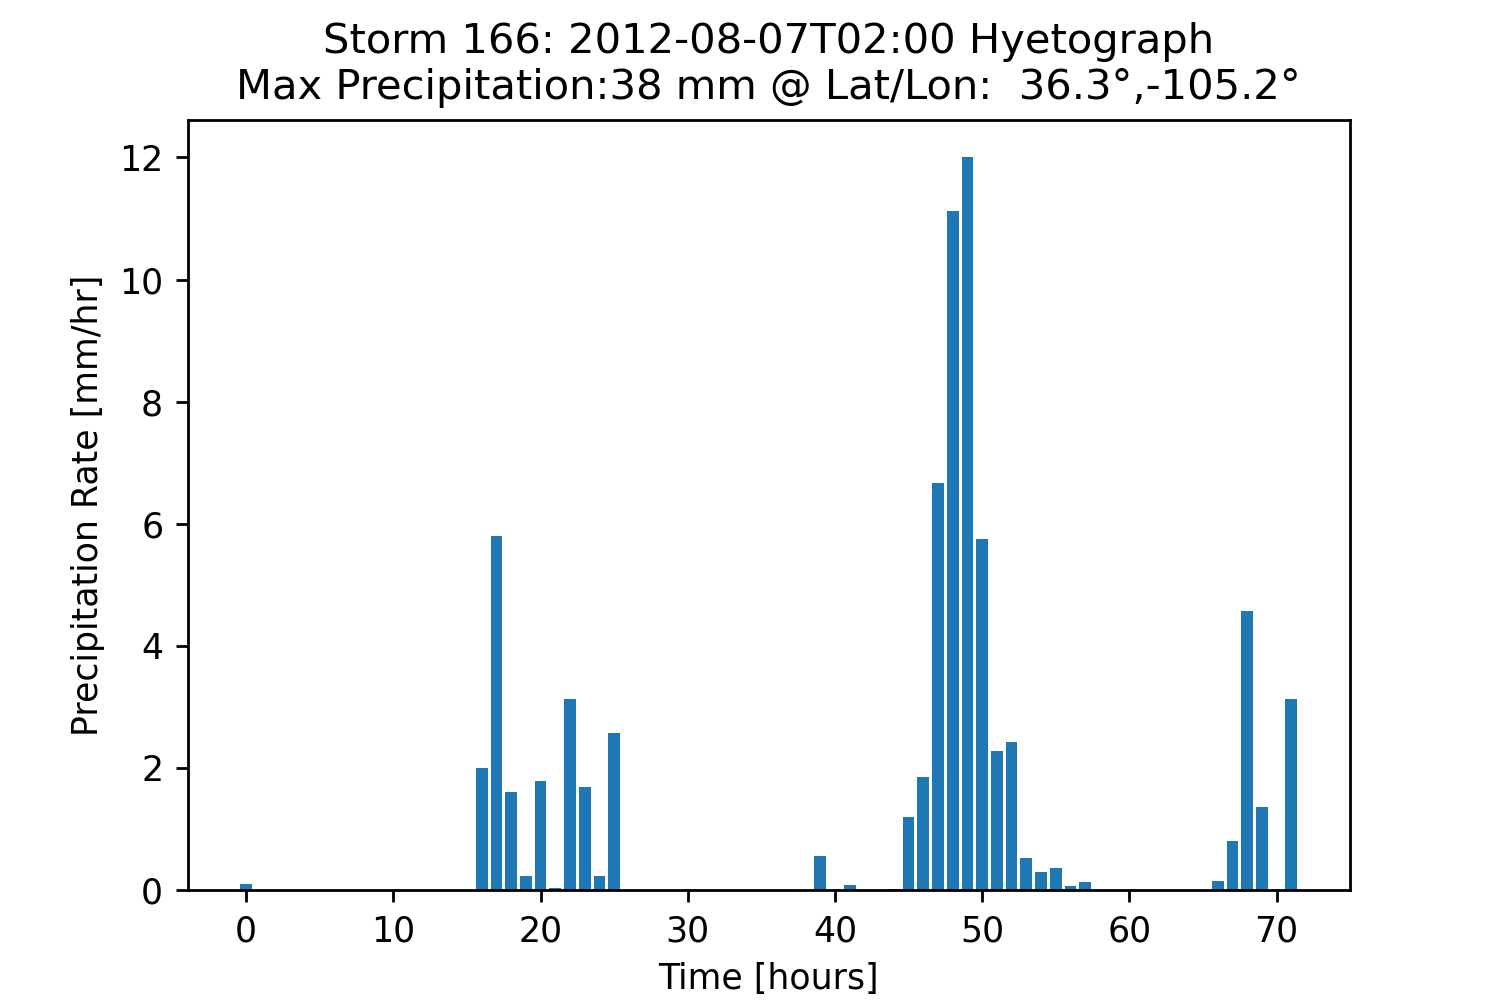 Storm 166: 2012-08-07T02:00 Hyetograph
Max Precipitation:38 mm @ Lat/Lon:  36.3°,-105.2°
12
10
8
6
4
2
0
Precipitation Rate [mm/hr]
0 10 20 30 40 50 60 70
Time [hours]